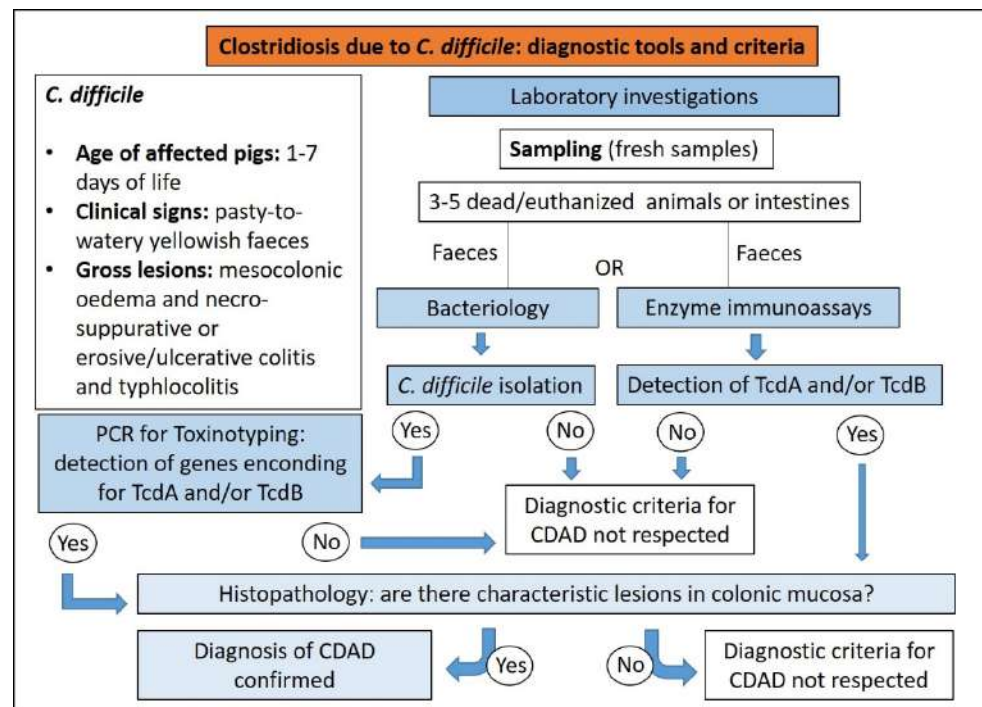 Clostridiosis due to C. difficile: diagnostic tools and criteria
C. difficile
• Age of affected pigs: 1-7
days of life
• Clinical signs: pasty-to-
watery yellowish faeces
• Gross lesions: mesocolonic
oedema and necro-
suppurative or
erosive/ulcerative colitis
and typhlocolitis
Laboratory investigations
Sampling (fresh samples)
3-5 dead/euthanized animals or intestines
Faeces
OR
Faeces
Bacteriology
Enzyme immunoassays
C. difficile isolation
Detection of TcdA and/or TcdB
Yes
No
No
Yes
PCR for Toxinotyping:
detection of genes enconding
for TcdA and/or TcdB
Diagnostic criteria for
CDAD not respected
Yes
No
Histopathology: are there characteristic lesions in colonic mucosa?
Diagnosis of CDAD
confirmed
Yes
No
Diagnostic criteria for
CDAD not respected